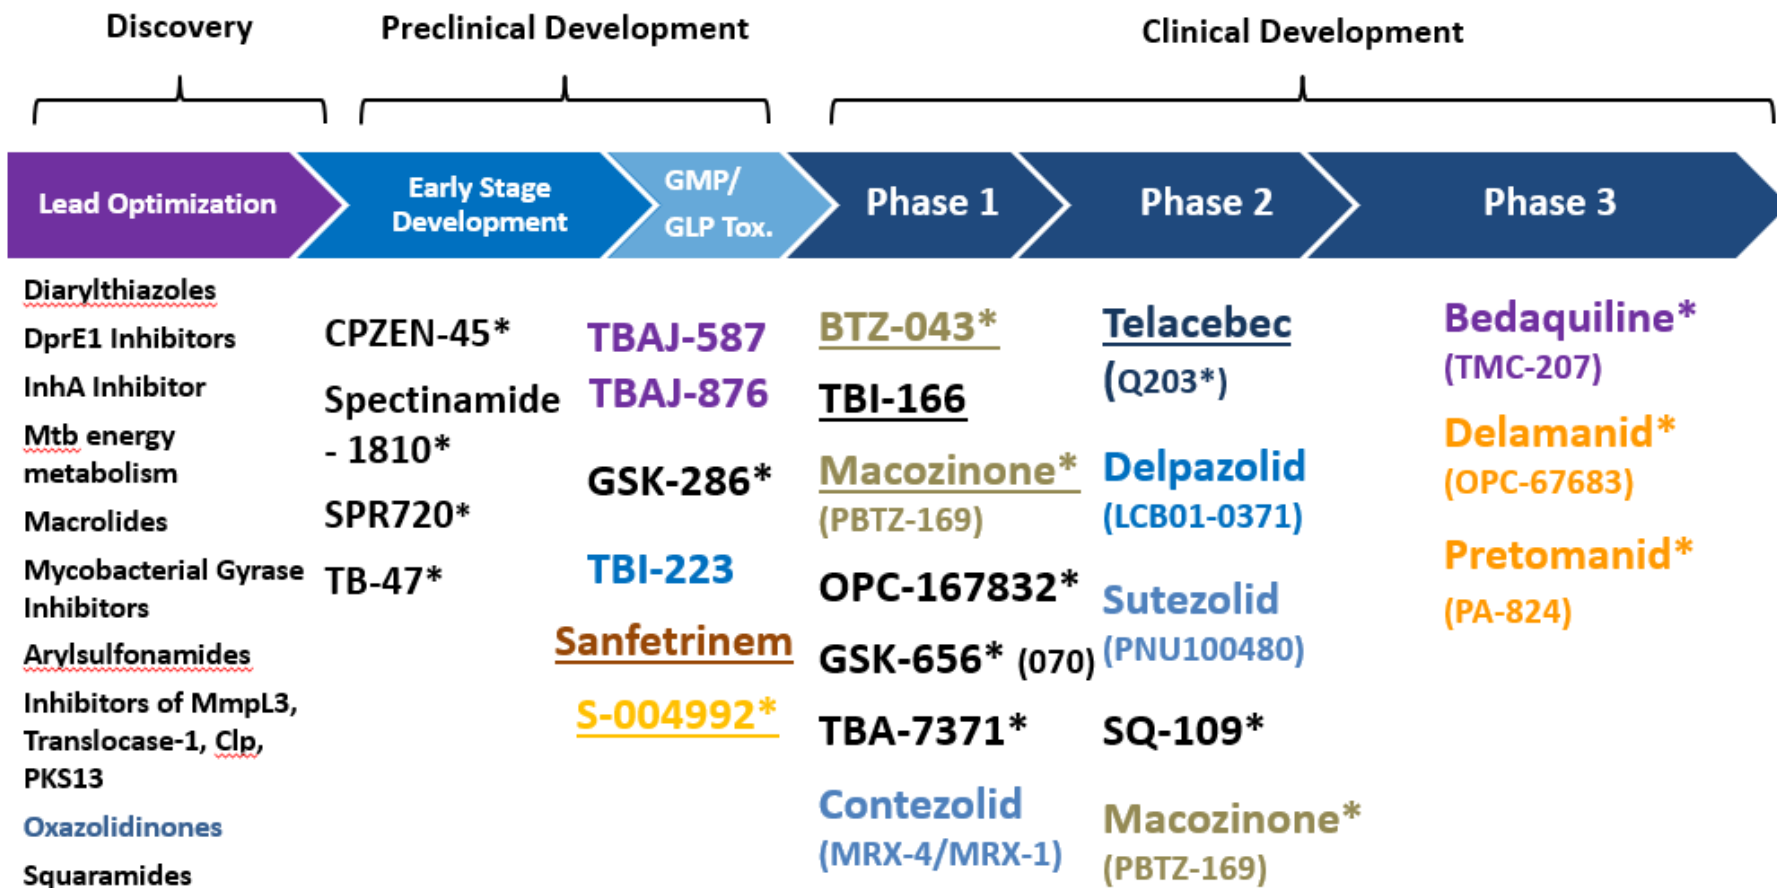 Discovery
Preclinical Development
Clinical Development
Lead Optimization
Early Stage
Development
GMP/
GLP Tox.
Phase 1
Phase 2
Phase 3
Diarylthiazoles
DprE1 Inhibitors
InhA Inhibitor
Mtb energy
metabolism
Macrolides
Mycobacterial Gyrase
Inhibitors
Arylsulfonamides
Inhibitors of MmpL3,
Translocase-1, Clp,
PKS13
Oxazolidinones
Squaramides
CPZEN-45*
Spectinamide
- 1810*
SPR720*
TB-47*
TBAJ-587
TBAJ-876
GSK-286*
TBI-223
Sanfetrinem
S-004992*
BTZ-043*
TBI-166
Macozinone*
(PBTZ-169)
OPC-167832*
GSK-656* (070)
TBA-7371*
Contezolid
(MRX-4/MRX-1)
Telacebec
(Q203*)
Delpazolid
(LCB01-0371)
Sutezolid
(PNU100480)
SQ-109*
Macozinone*
(PBTZ-169)
Bedaquiline*
(TMC-207)
Delamanid*
(OPC-67683)
Pretomanid*
(PA-824)